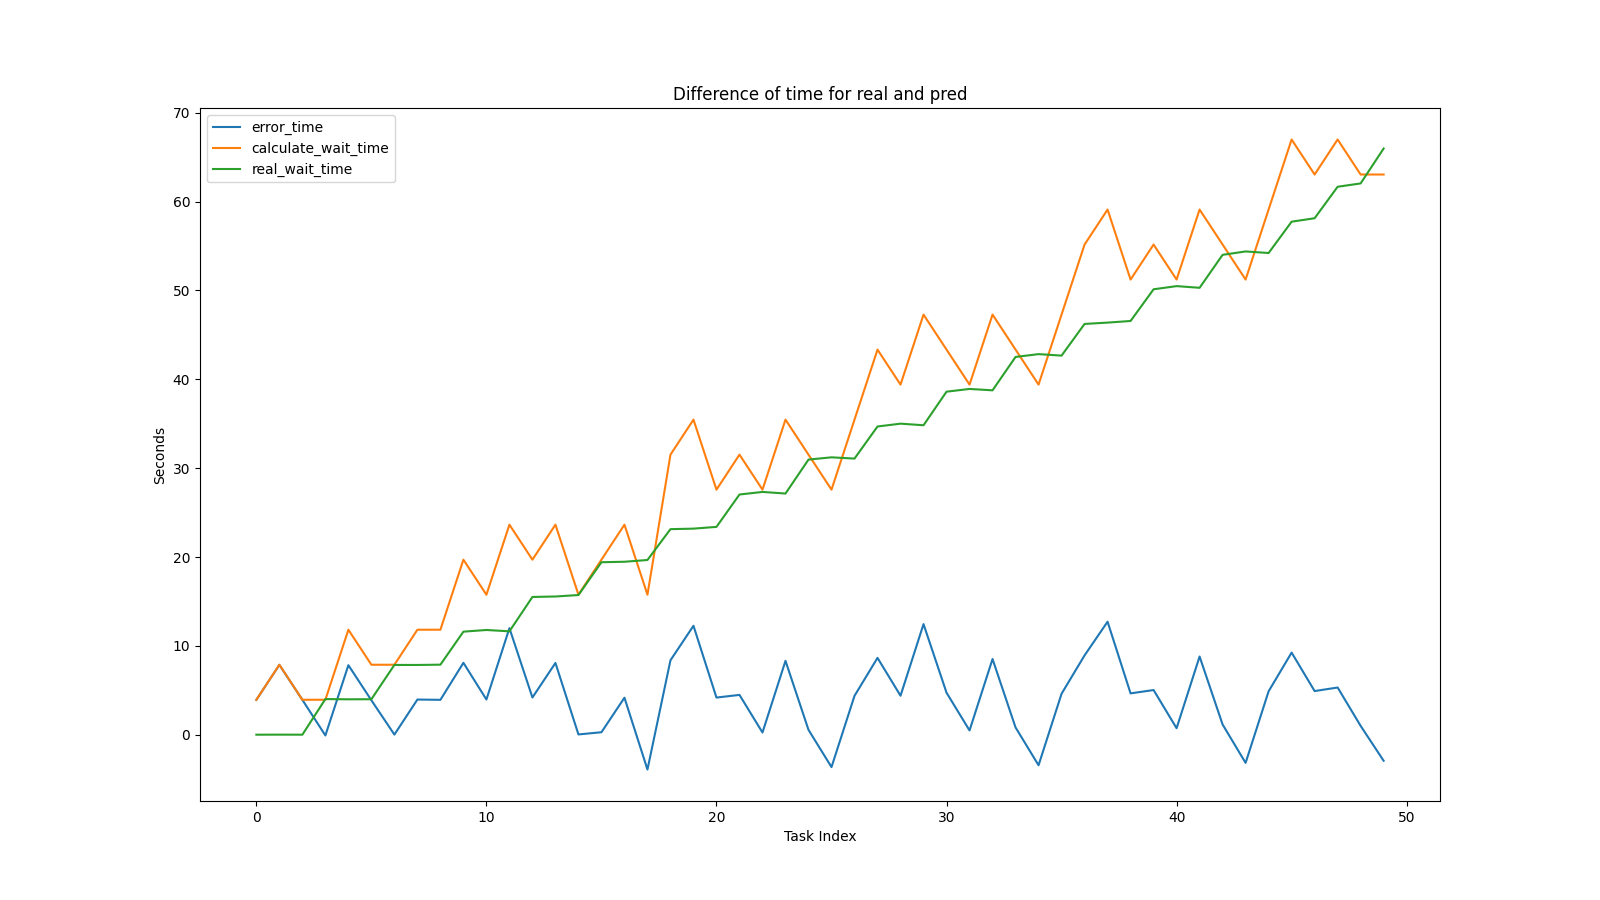 Difference of time for real and pred
error_time
calculate_wait_time
real_wait_time
70
60
50
40
30
20
10
0
Seconds
0 10 20 30 40 50
Task Index